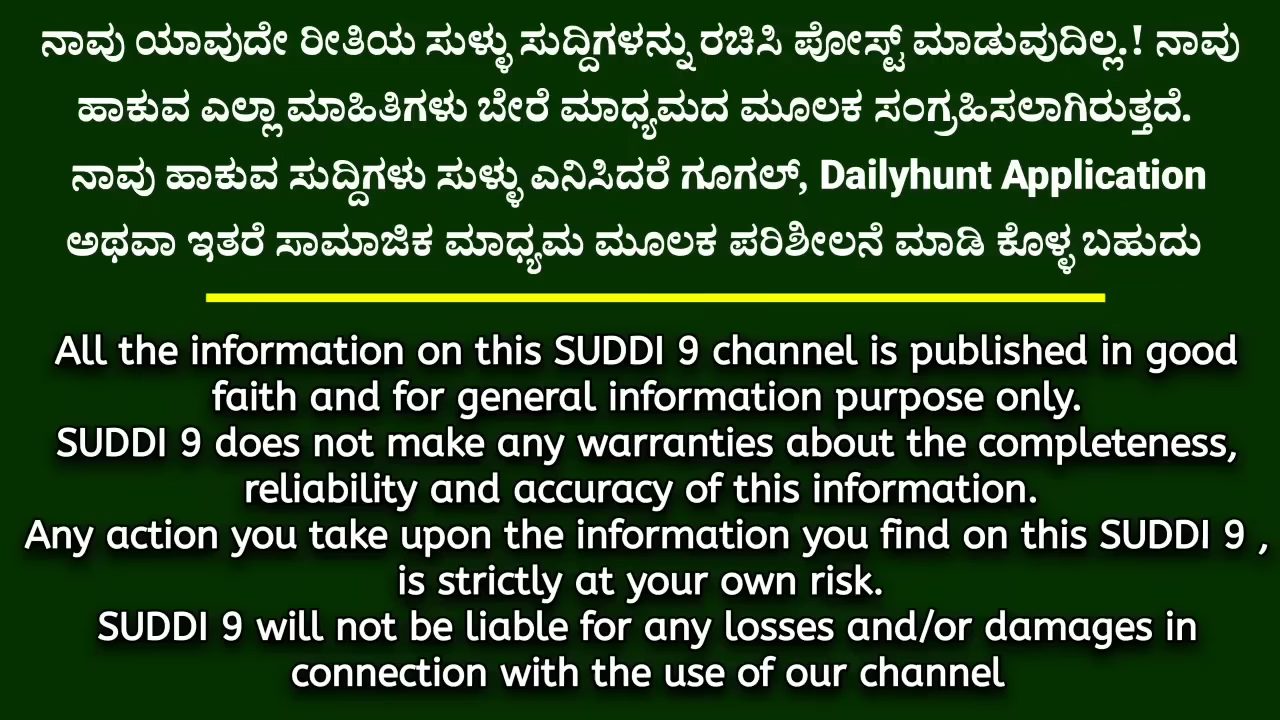 ನಾವು ಯಾವುದೇ ರೀತಿಯ ಸುಳ್ಳು ಸುದ್ದಿಗಳನ್ನು ರಚಿಸಿ ಪೋಸ್ಟ್ ಮಾಡುವುದಿಲ್ಲ.! ನಾವು
ಹಾಕುವ ಎಲ್ಲಾ ಮಾಹಿತಿಗಳು ಬೇರೆ ಮಾಧ್ಯಮದ ಮೂಲಕ ಸಂಗ್ರಹಿಸಲಾಗಿರುತ್ತದೆ.
ನಾವು ಹಾಕುವ ಸುದ್ದಿಗಳು ಸುಳ್ಳು ಎನಿಸಿದರೆ ಗೂಗಲ್, Dailyhunt Application
ಅಥವಾ ಇತರೆ ಸಾಮಾಜಿಕ ಮಾಧ್ಯಮ ಮೂಲಕ ಪರಿಶೀಲನೆ ಮಾಡಿ ಕೊಳ್ಳ ಬಹುದು
All the information on this SUDDI 9 channel is published in good
faith and for general information purpose only.
SUDDI 9 does not make any warranties about the completeness,
reliability and accuracy of this information.
Any action you take upon the information you find on this SUDDI 9 ,
is strictly at your own risk.
SUDDI 9 will not be liable for any losses and/or damages in
connection with the use of our channel